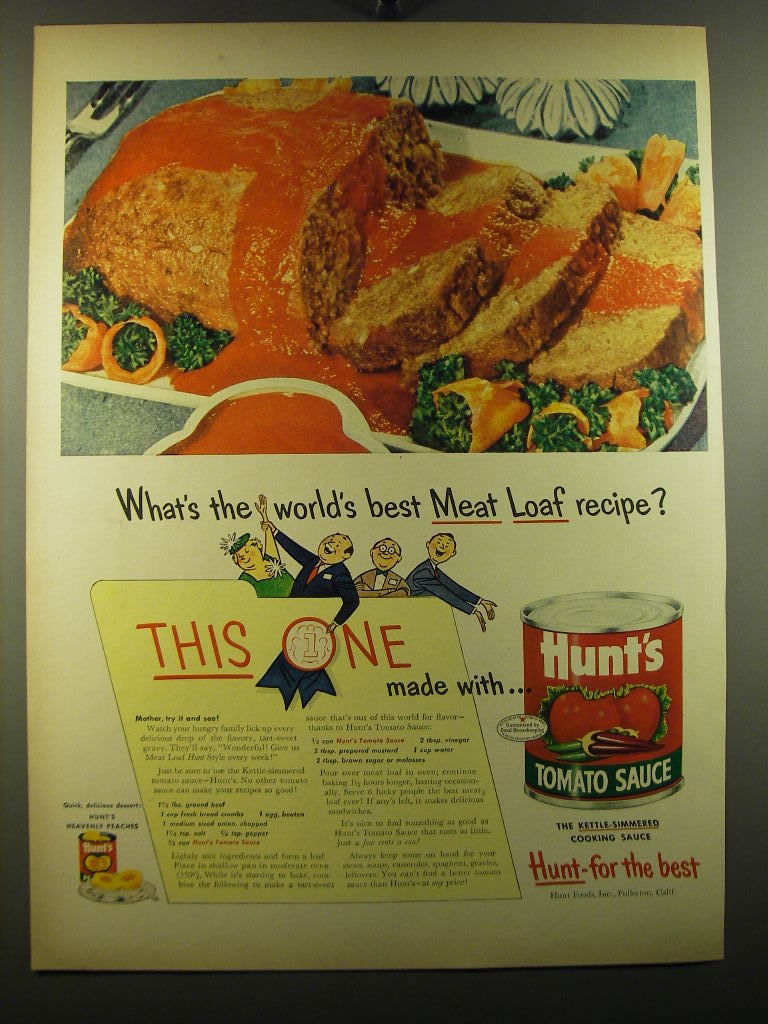 What's the world's best Meat Loaf recipe?
THIS 1NE
made with...
Mother, try it and see!
Watch your hungry family lick up every
delicious drop of the flavory, tart-sweet
gravy. They'll say, "Wonderful! Give us
Meat Loaf Hunt Style every week!"
Just be sure to use the Kettle-simmered
tomato sauce—Hunt's. No other tomato
sauce can make your recipes so good!
1½ lbs. ground beef
1 cup fresh bread crumbs 1 egg, beaten
1 medium sized onion, chopped
1½ tsp. salt ¼ tsp. pepper
½ can Hunt's Tomato Sauce
Lightly mix ingredients and form a loaf.
Place in shallow pan in moderate oven
(350°). While it's starting to bake, com-
bine the following to make a tart-sweet
sauce that's out of this world for flavor—
thanks to Hunt's Tomato Sauce:
½ can Hunt's Tomato Sauce 2 tbsp. vinegar
2 tbsp. prepared mustard 1 cup water
2 tbsp. brown sugar or molasses
Pour over meat loaf in oven; continue
baking 1½ hours longer, basting occasion-
ally. Serve 6 lucky people the best meat
loaf ever! If any's left, it makes delicious
sandwiches.
It's nice to find something as good as
Hunt's Tomato Sauce that costs so little.
Just a few cents a can!
Always keep some on hand for your
stews, soups, casseroles, spaghetti, gravies,
leftovers. You can't find a better tomato
sauce than Hunt's—at any price!
Quick, delicious dessert:
HUNT'S
HEAVENLY PEACHES
Hunt's
Hunt's
Guaranteed by
Good Housekeeping
TOMATO SAUCE
THE KETTLE-SIMMERED
COOKING SAUCE
Hunt-for the best
Hunt Foods, Inc., Fullerton, Calif.